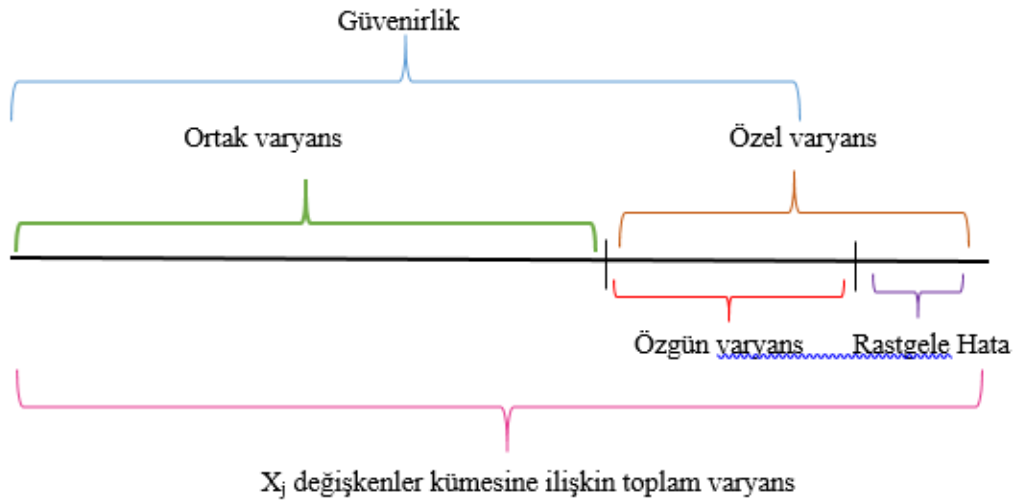 Güvenirlik
Ortak varyans
Özel varyans
Özgün varyans
Rastgele Hata
Xj değişkenler kümesine ilişkin toplam varyans